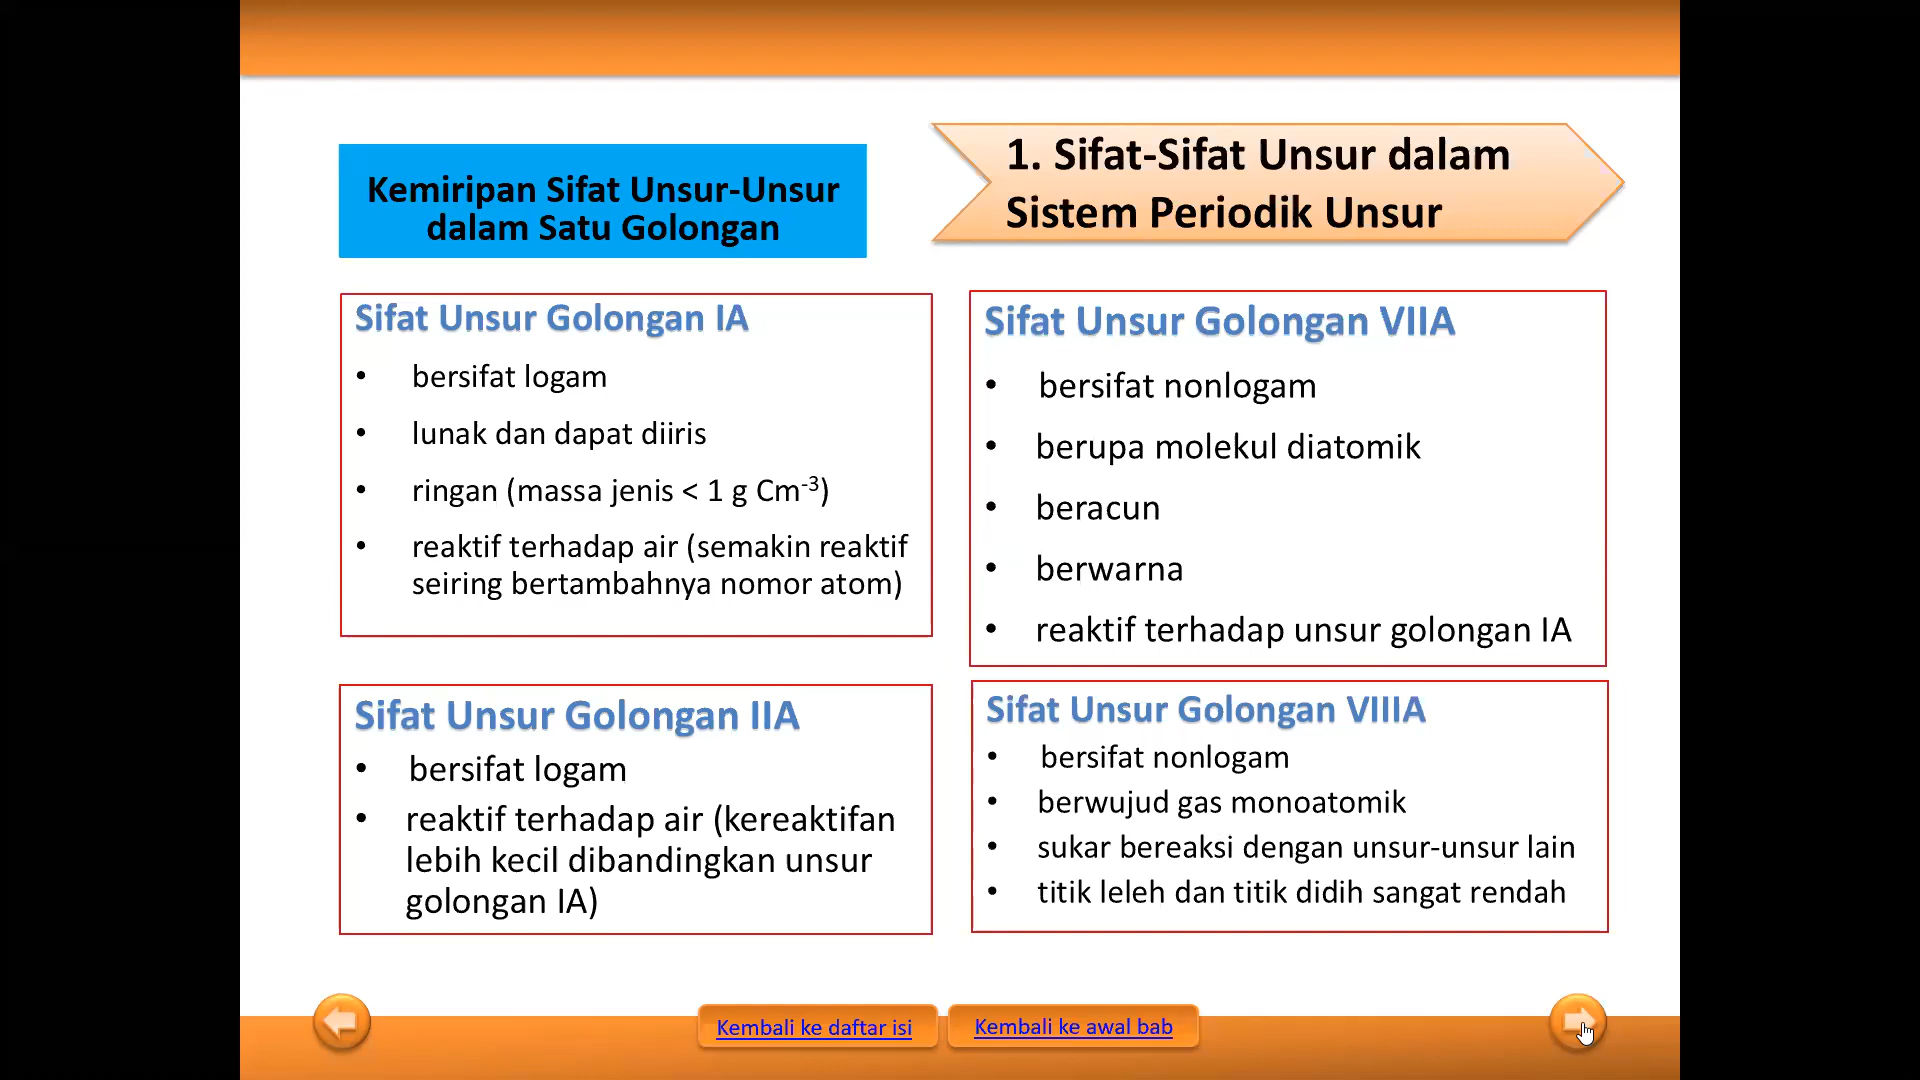 Kemiripan Sifat Unsur-Unsur
dalam Satu Golongan
1. Sifat-Sifat Unsur dalam
Sistem Periodik Unsur
Sifat Unsur Golongan IA
• bersifat logam
• lunak dan dapat diiris
• ringan (massa jenis < 1 g Cm⁻³)
• reaktif terhadap air (semakin reaktif
seiring bertambahnya nomor atom)
Sifat Unsur Golongan VIIA
• bersifat nonlogam
• berupa molekul diatomik
• beracun
• berwarna
• reaktif terhadap unsur golongan IA
Sifat Unsur Golongan IIA
• bersifat logam
• reaktif terhadap air (kereaktifan
lebih kecil dibandingkan unsur
golongan IA)
Sifat Unsur Golongan VIIIA
• bersifat nonlogam
• berwujud gas monoatomik
• sukar bereaksi dengan unsur-unsur lain
• titik leleh dan titik didih sangat rendah
Kembali ke daftar isi
Kembali ke awal bab